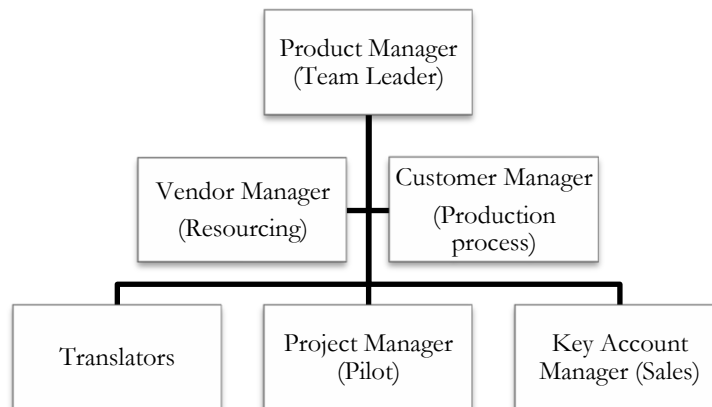 Product Manager
(Team Leader)
Vendor Manager
(Resourcing)
Customer Manager
(Production
process)
Translators
Project Manager
(Pilot)
Key Account
Manager (Sales)